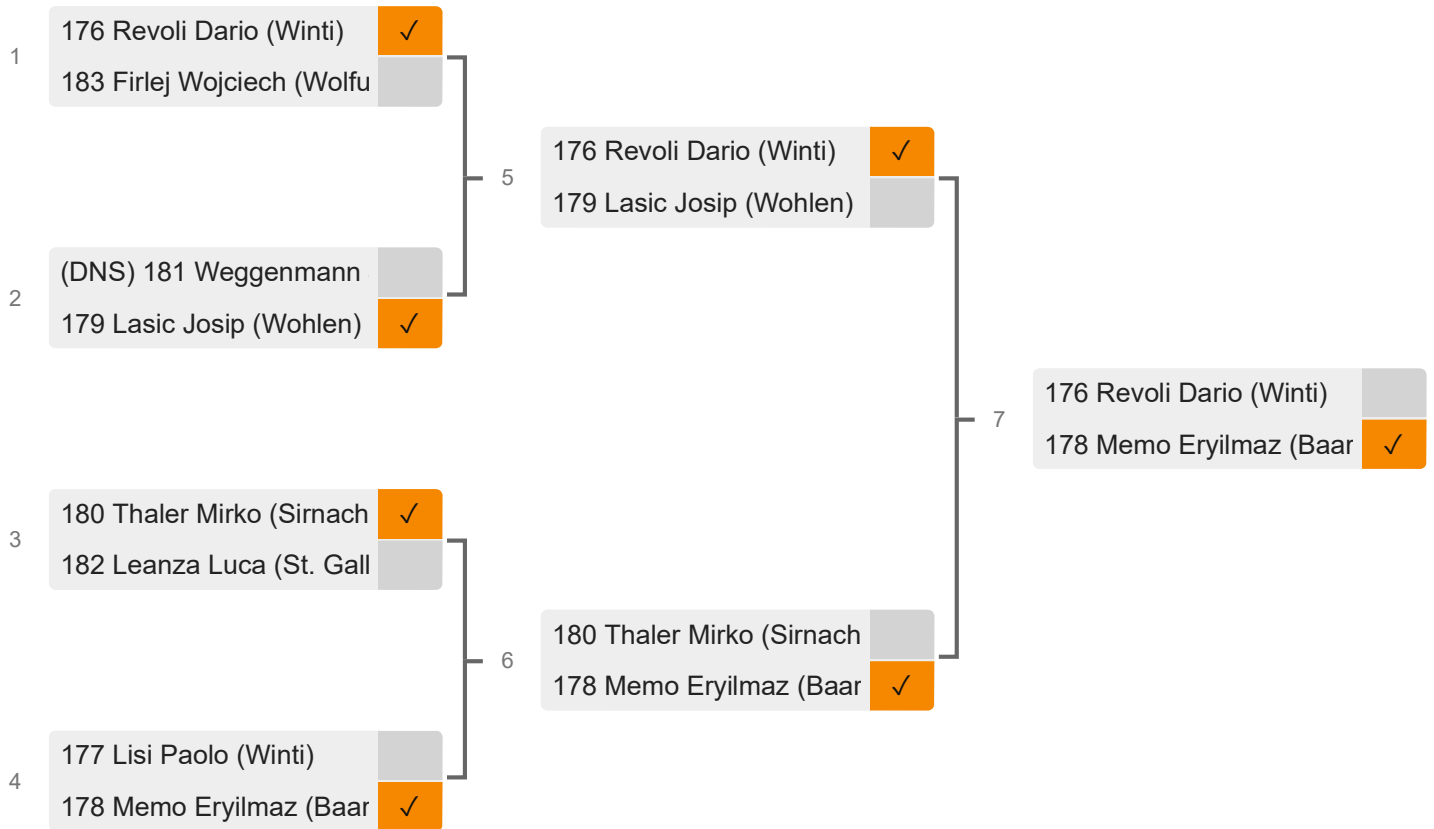 1
176 Revoli Dario (Winti) ✓
183 Firlej Wojciech (Wolfu
2
(DNS) 181 Weggenmann
179 Lasic Josip (Wohlen) ✓
3
180 Thaler Mirko (Sirnach ✓
182 Leanza Luca (St. Gall
4
177 Lisi Paolo (Winti)
178 Memo Eryilmaz (Baar ✓
5
176 Revoli Dario (Winti) ✓
179 Lasic Josip (Wohlen)
6
180 Thaler Mirko (Sirnach
178 Memo Eryilmaz (Baar ✓
7
176 Revoli Dario (Winti)
178 Memo Eryilmaz (Baar ✓